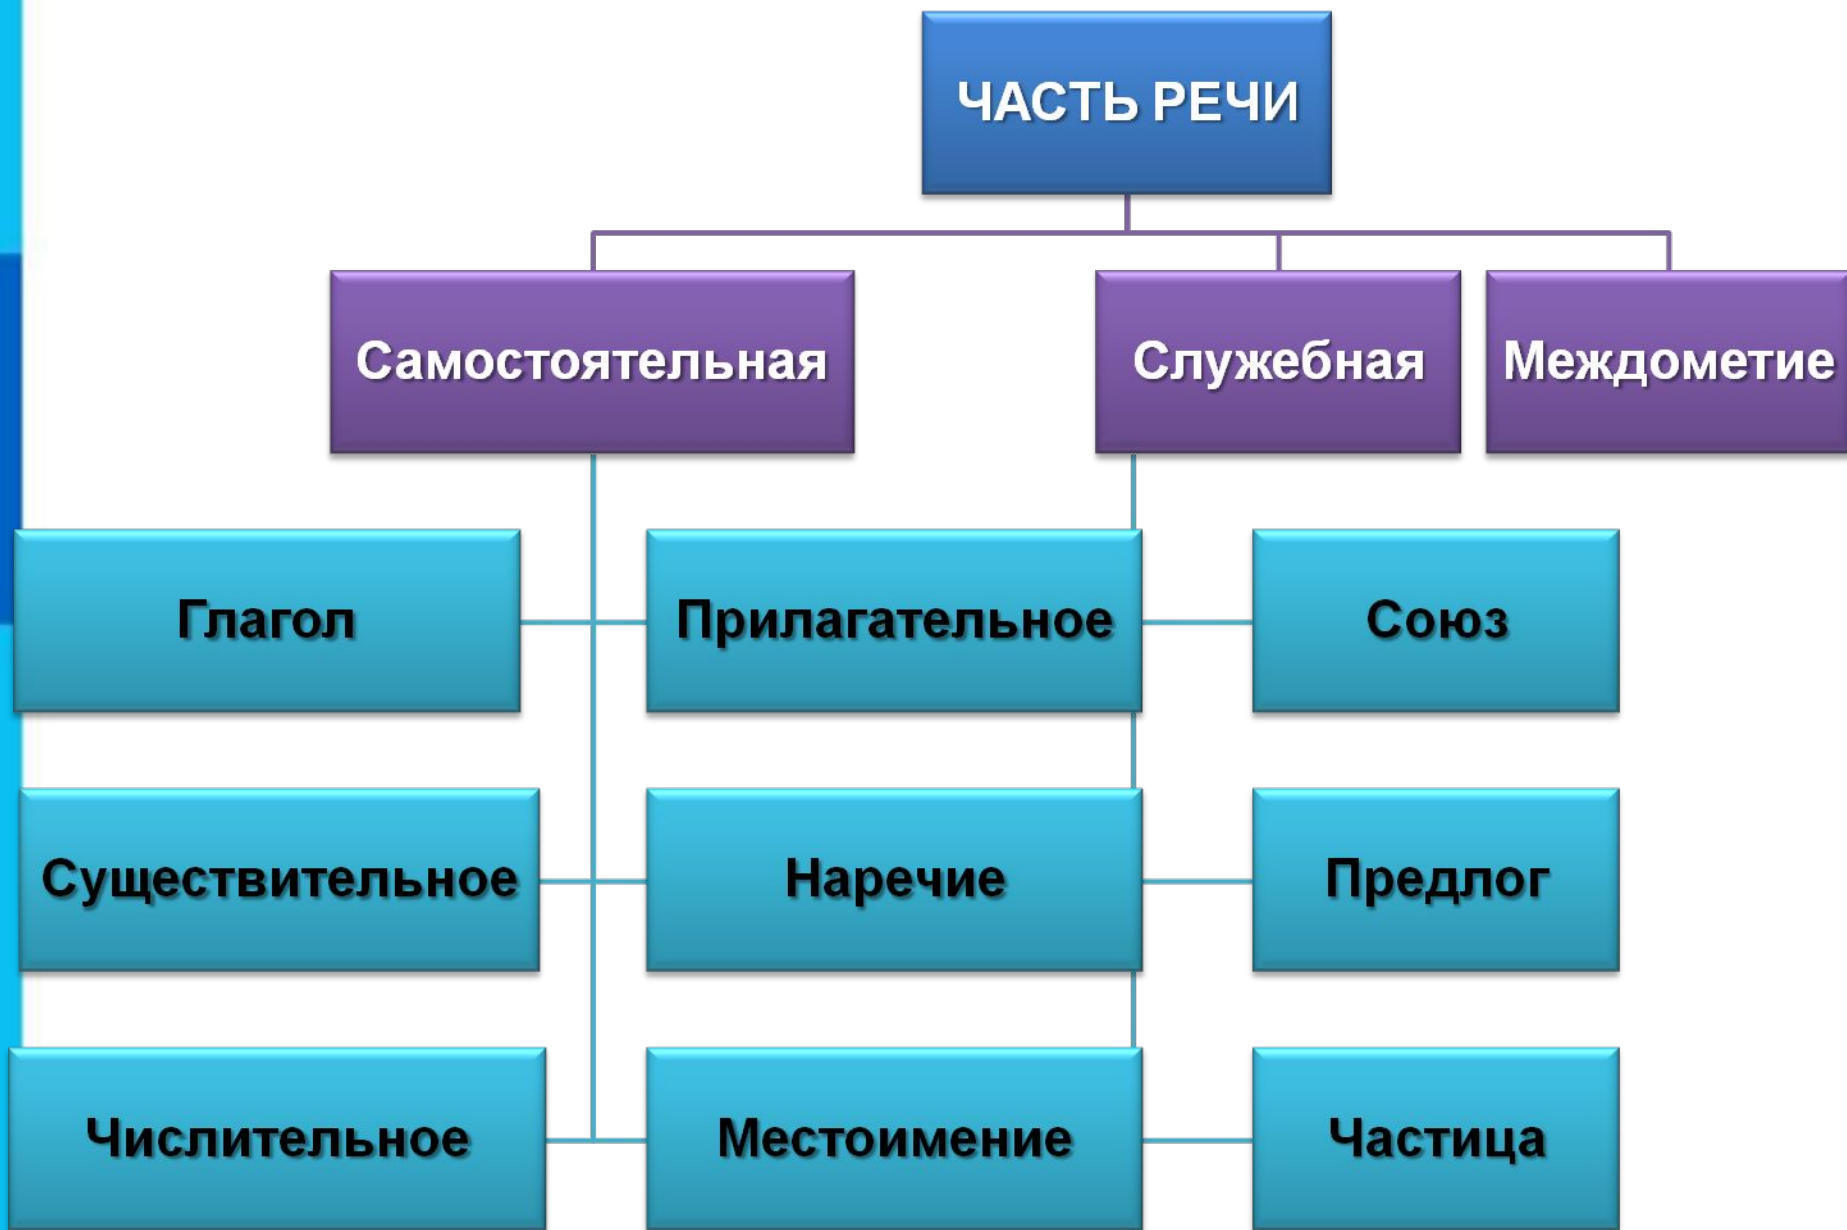 ЧАСТЬ РЕЧИ
Самостоятельная
Служебная
Междометие
Глагол
Прилагательное
Союз
Существительное
Наречие
Предлог
Числительное
Местоимение
Частица